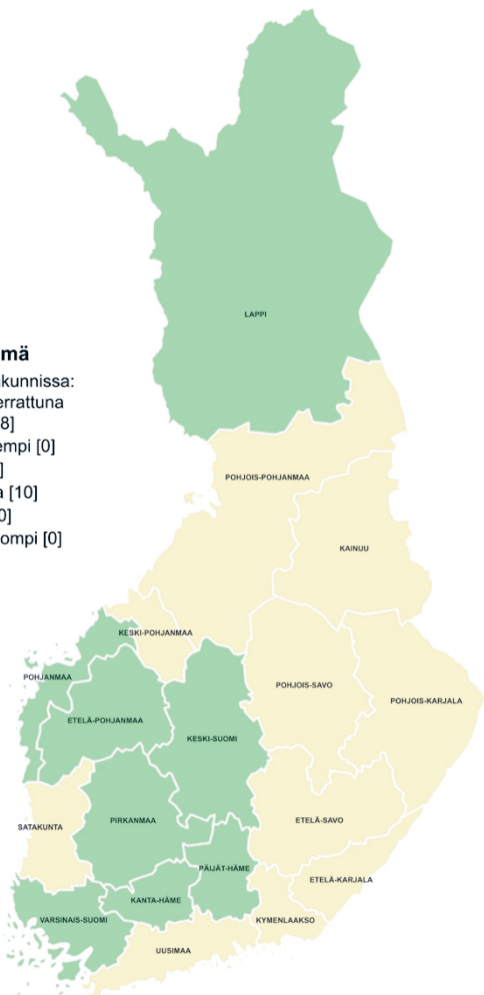 LAPPI
mä
akunnissa:
errattuna
8]
empi [0]
]
a [10]
0]
ompi [0]
POHJOIS-POHJANMAA
KAINUU
KESKI-POHJANMAA
POHJANMAA
POHJOIS-SAVO
POHJOIS-KARJALA
ETELÄ-POHJANMAA
KESKI-SUOMI
SATAKUNTA
PIRKANMAA
ETELÄ-SAVO
PÄIJÄT-HÄME
ETELÄ-KARJALA
KANTA-HÄME
VARSINAIS-SUOMI
KYMENLAAKSO
UUSIMAA